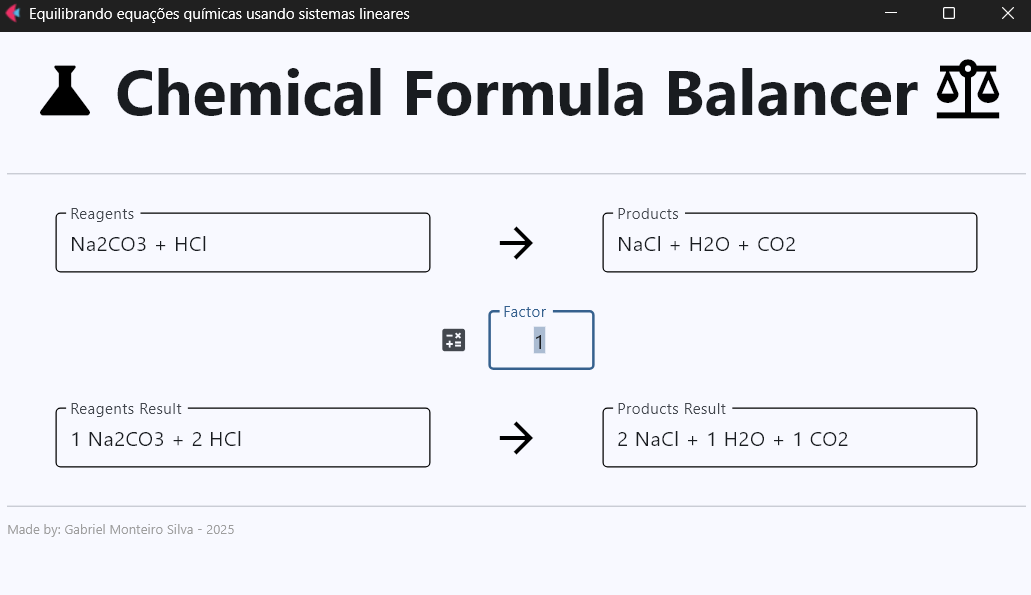 Equilibrando equações químicas usando sistemas lineares
Chemical Formula Balancer
Reagents
Na2CO3 + HCl
Products
NaCl + H2O + CO2
Factor
1
Reagents Result
1 Na2CO3 + 2 HCl
Products Result
2 NaCl + 1 H2O + 1 CO2
Made by: Gabriel Monteiro Silva - 2025